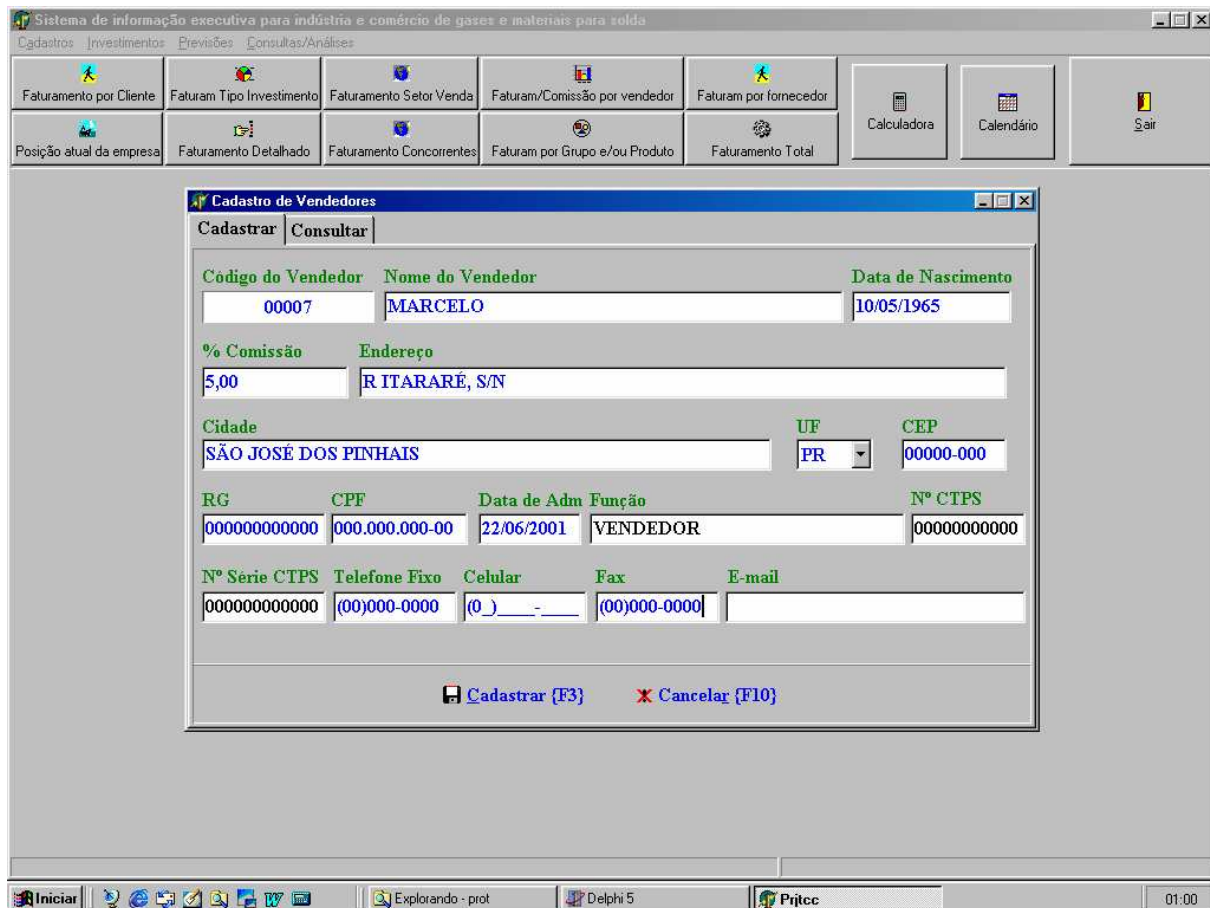 Sistema de informação executiva para indústria e comércio de gases e materiais para solda
Cadastros Investimentos Previsões Consultas/Análises
Faturamento por Cliente Faturam Tipo Investimento Faturamento Setor Venda Faturam/Comissão por vendedor Faturam por fornecedor
Calculadora Calendário Sair
Posição atual da empresa Faturamento Detalhado Faturamento Concorrentes Faturam por Grupo e/ou Produto Faturamento Total
Cadastro de Vendedores
Cadastrar Consultar
Código do Vendedor Nome do Vendedor Data de Nascimento
00007 MARCELO 10/05/1965
% Comissão Endereço
5,00 R ITARARÉ, S/N
Cidade UF CEP
SÃO JOSÉ DOS PINHAIS PR 00000-000
RG CPF Data de Adm Função Nº CTPS
000000000000 000.000.000-00 22/06/2001 VENDEDOR 00000000000
Nº Série CTPS Telefone Fixo Celular Fax E-mail
000000000000 (00)000-0000 (0_)____-____ (00)000-0000
Cadastrar {F3} Cancelar {F10}
Iniciar Explorando - prot Delphi 5 Prjtcc 01:00